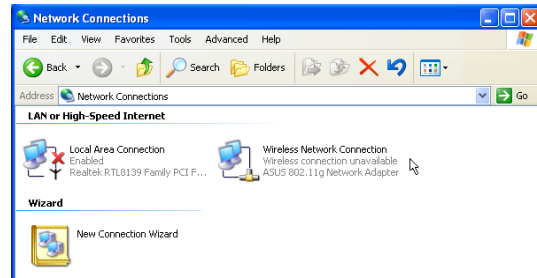 Network Connections
File Edit View Favorites Tools Advanced Help
Back Search Folders
Address Network Connections Go
LAN or High-Speed Internet
Local Area Connection
Enabled
Realtek RTL8139 Family PCI F...
Wireless Network Connection
Wireless connection unavailable
ASUS 802.11g Network Adapter
Wizard
New Connection Wizard